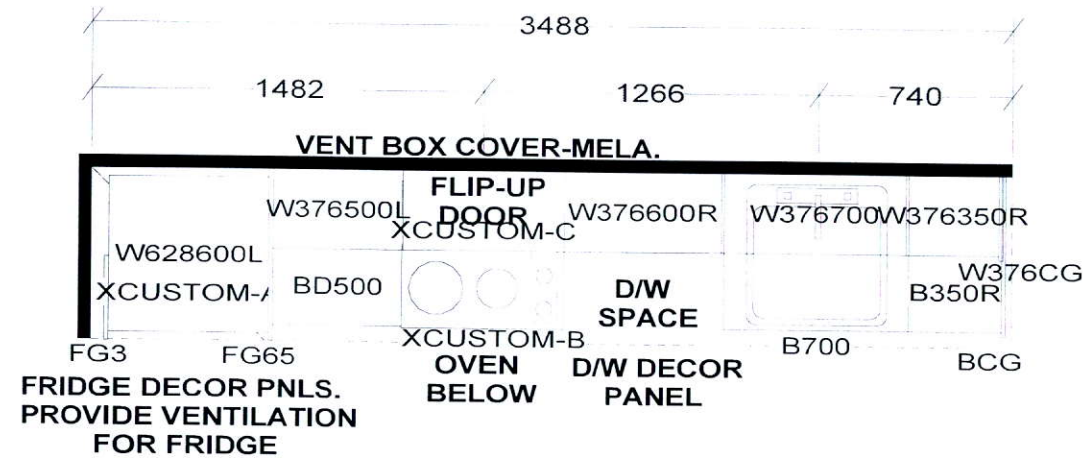 3488
1482
1266
740
VENT BOX COVER-MELA.
FLIP-UP
DOOR
W376500L
W376600R
W376700
W376350R
XCUSTOM-C
W628600L
W376CG
XCUSTOM-A
BD500
D/W
SPACE
B350R
XCUSTOM-B
B700
FG3
FG65
BCG
OVEN
BELOW
D/W DECOR
PANEL
FRIDGE DECOR PNLS.
PROVIDE VENTILATION
FOR FRIDGE